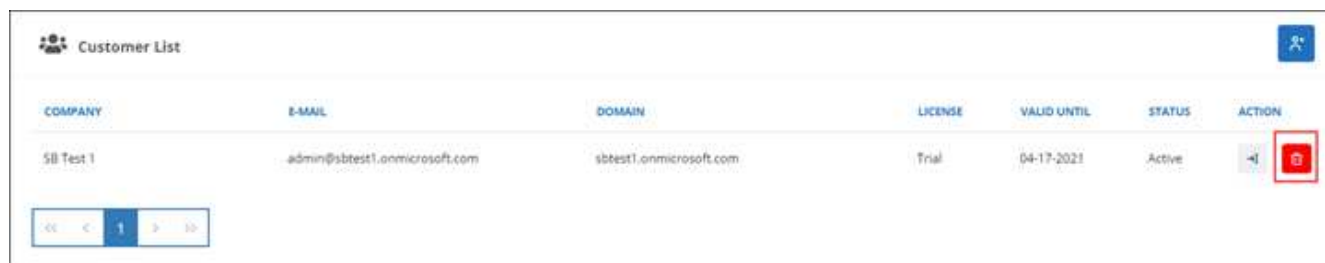 Customer List
COMPANY E-MAIL DOMAIN LICENSE VALID UNTIL STATUS ACTION
SB Test 1 admin@sbtest1.onmicrosoft.com sbtest1.onmicrosoft.com Trial 04-17-2021 Active
<< < 1 > >>